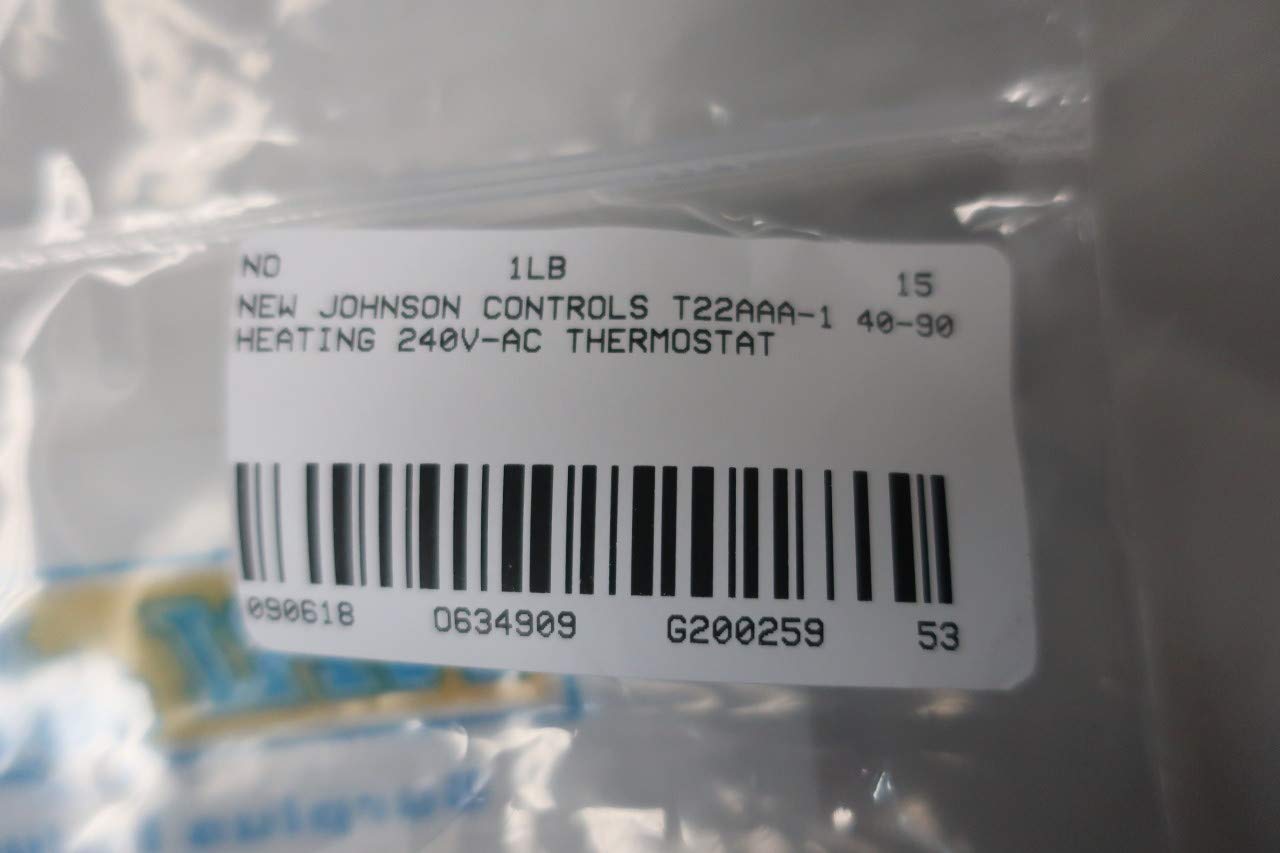 NO 1LB 15
NEW JOHNSON CONTROLS T22AAA-1 40-90
HEATING 240V-AC THERMOSTAT
090618 0634909 G200259 53